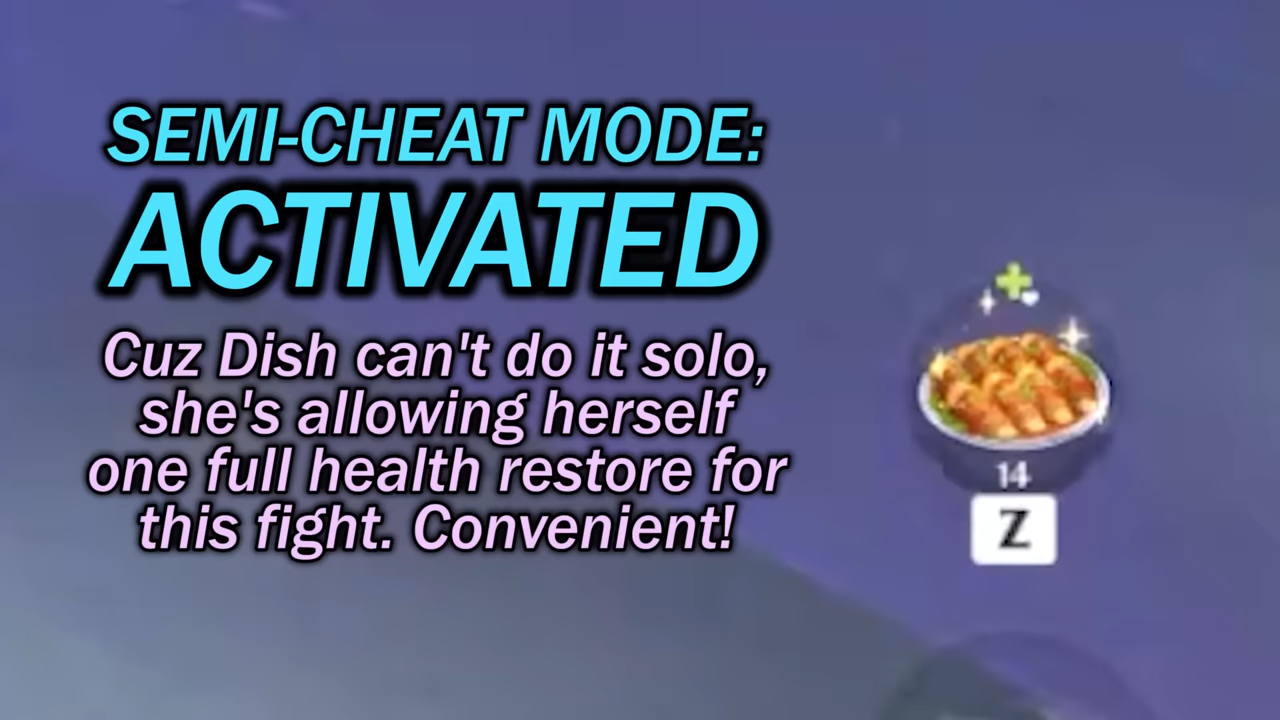 SEMI-CHEAT MODE:
ACTIVATED
Cuz Dish can't do it solo,
she's allowing herself
one full health restore for
this fight. Convenient!
14
Z